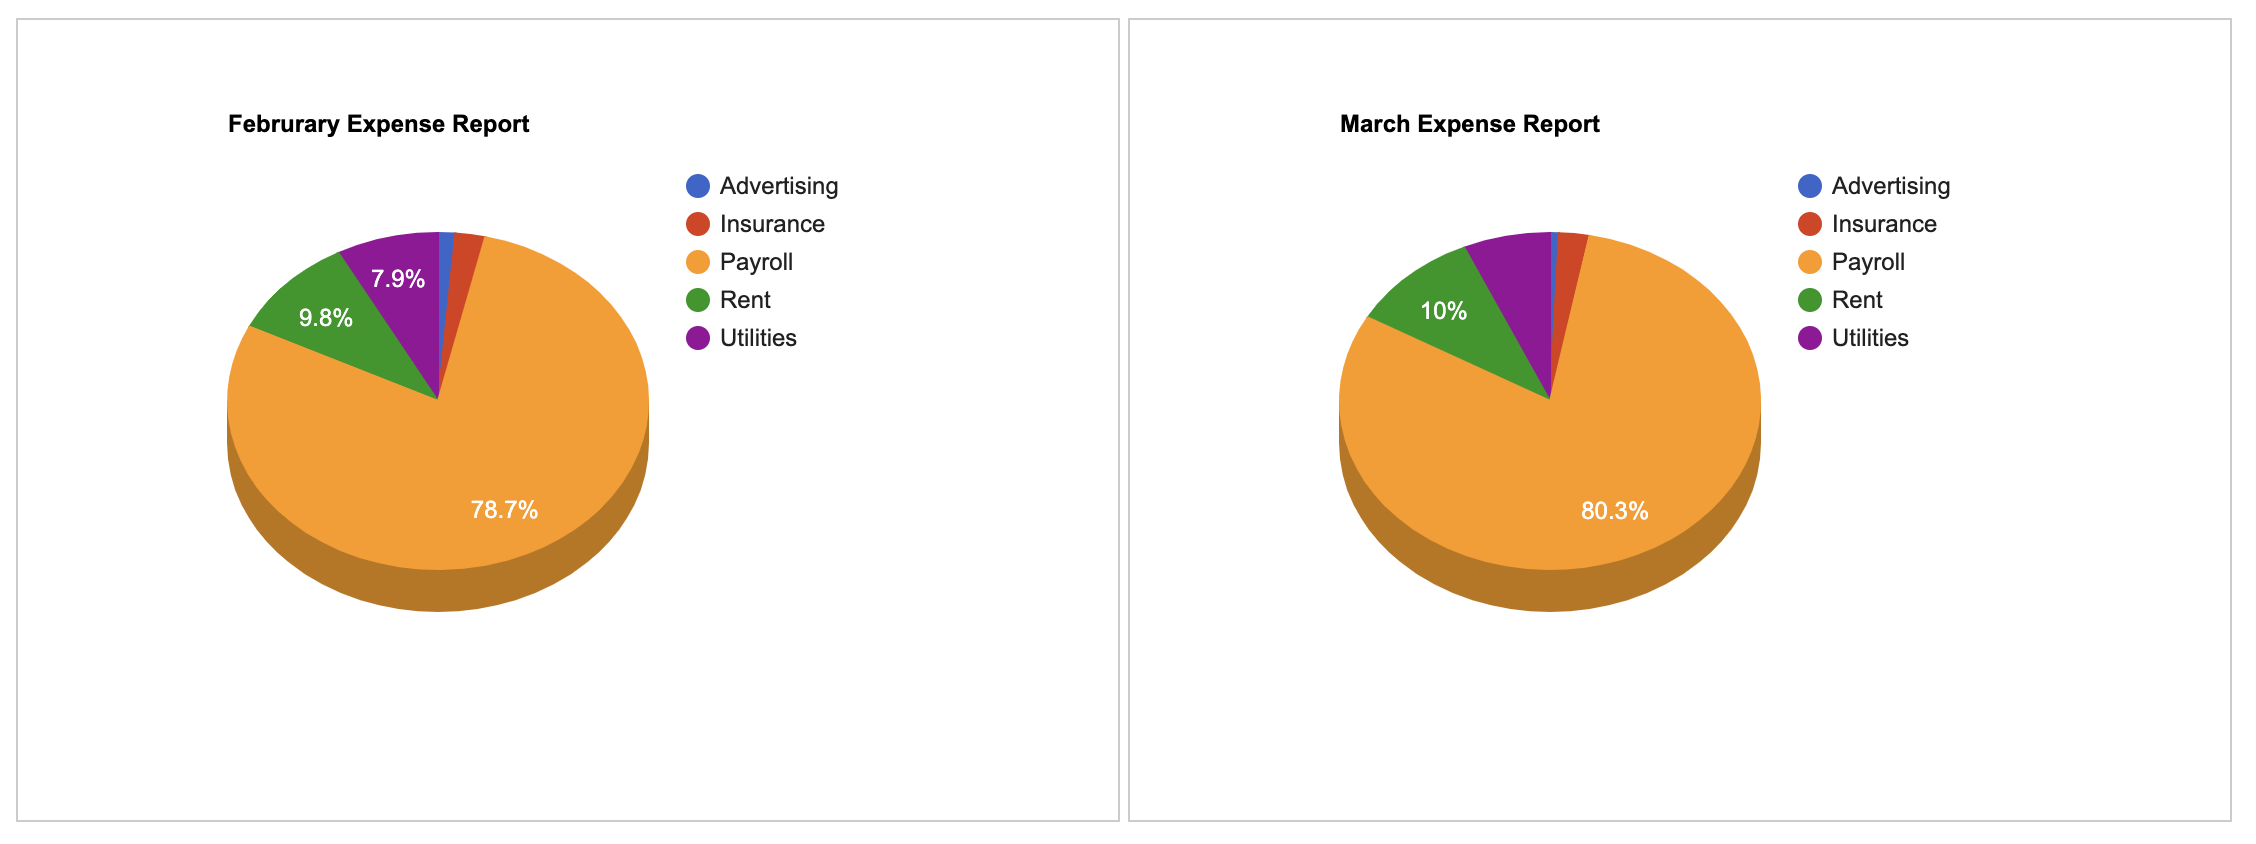 Februrary Expense Report
Advertising
Insurance
Payroll
Rent
Utilities
7.9%
9.8%
78.7%
March Expense Report
Advertising
Insurance
Payroll
Rent
Utilities
10%
80.3%